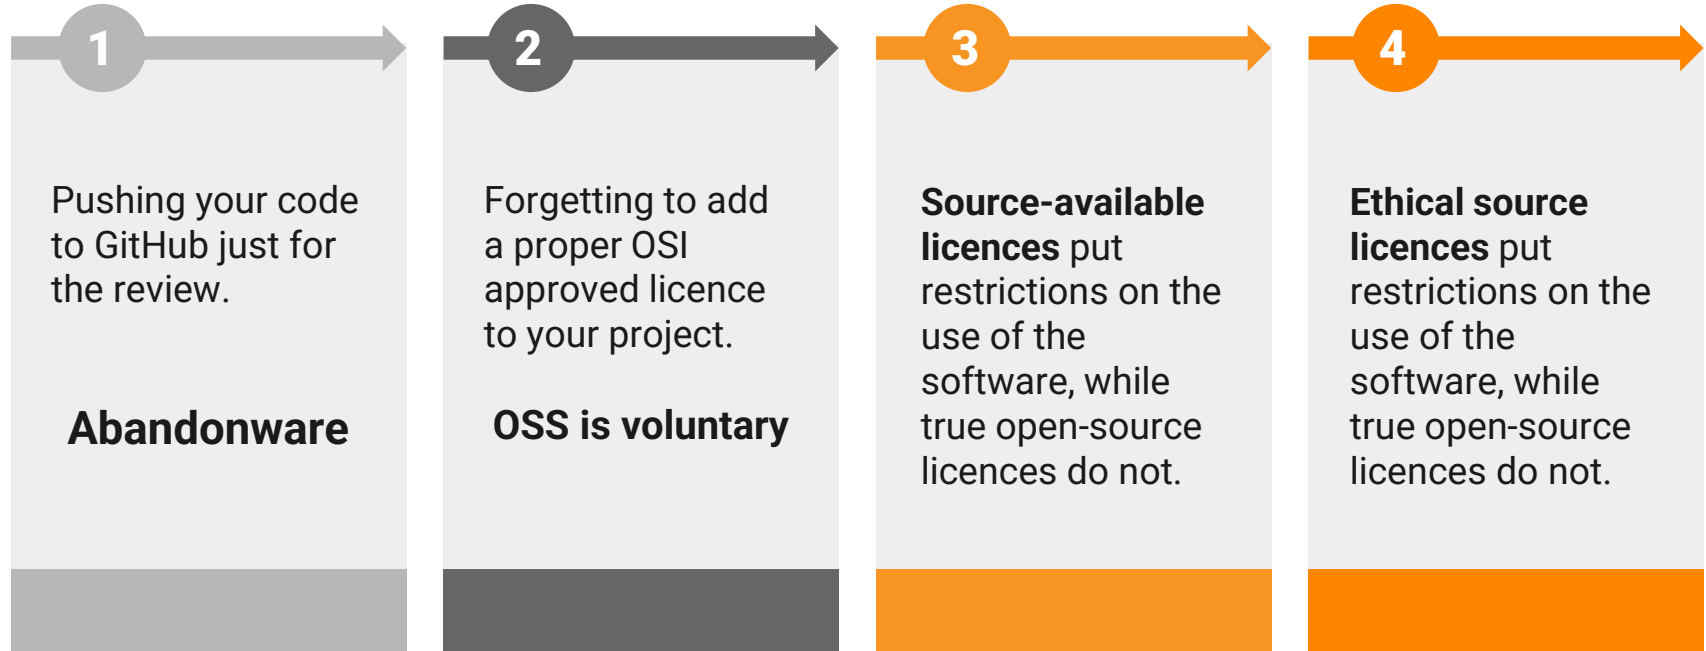 1
Pushing your code
to GitHub just for
the review.
Abandonware
2
Forgetting to add
a proper OSI
approved licence
to your project.
OSS is voluntary
3
Source-available
licences put
restrictions on the
use of the
software, while
true open-source
licences do not.
4
Ethical source
licences put
restrictions on the
use of the
software, while
true open-source
licences do not.